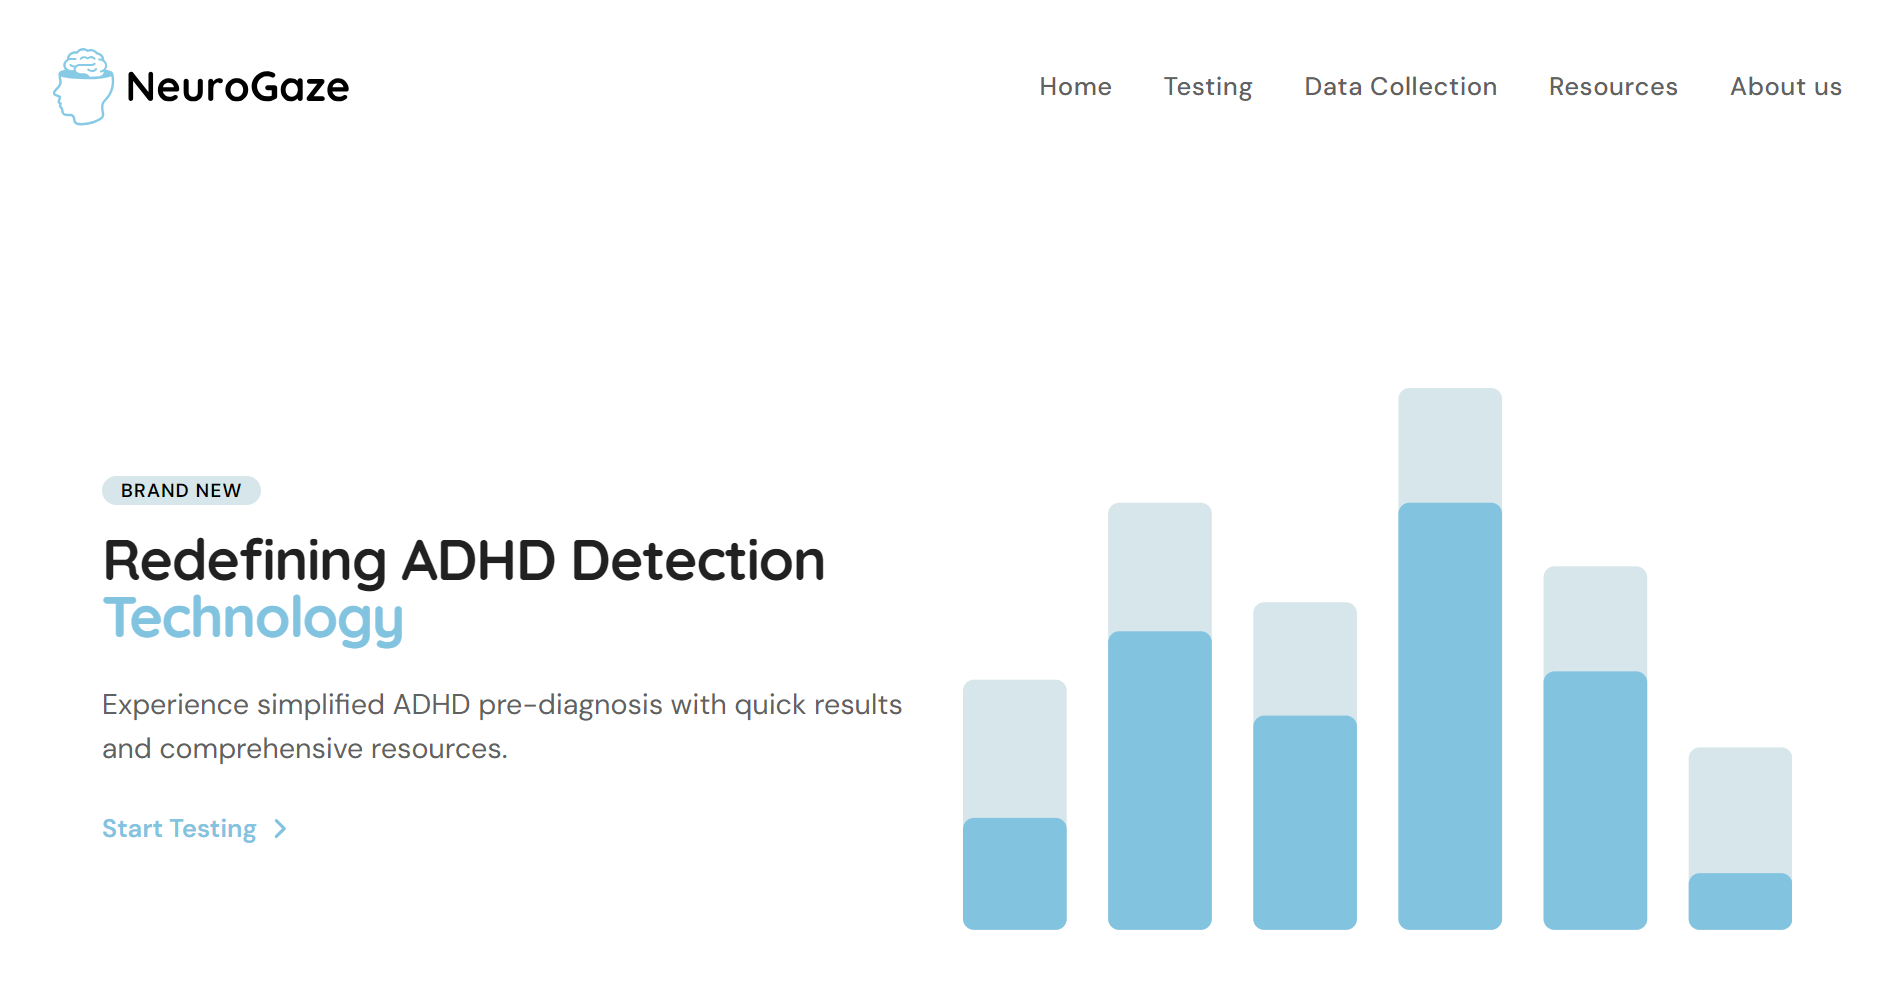 NeuroGaze
Home Testing Data Collection Resources About us
BRAND NEW
Redefining ADHD Detection
Technology
Experience simplified ADHD pre-diagnosis with quick results
and comprehensive resources.
Start Testing